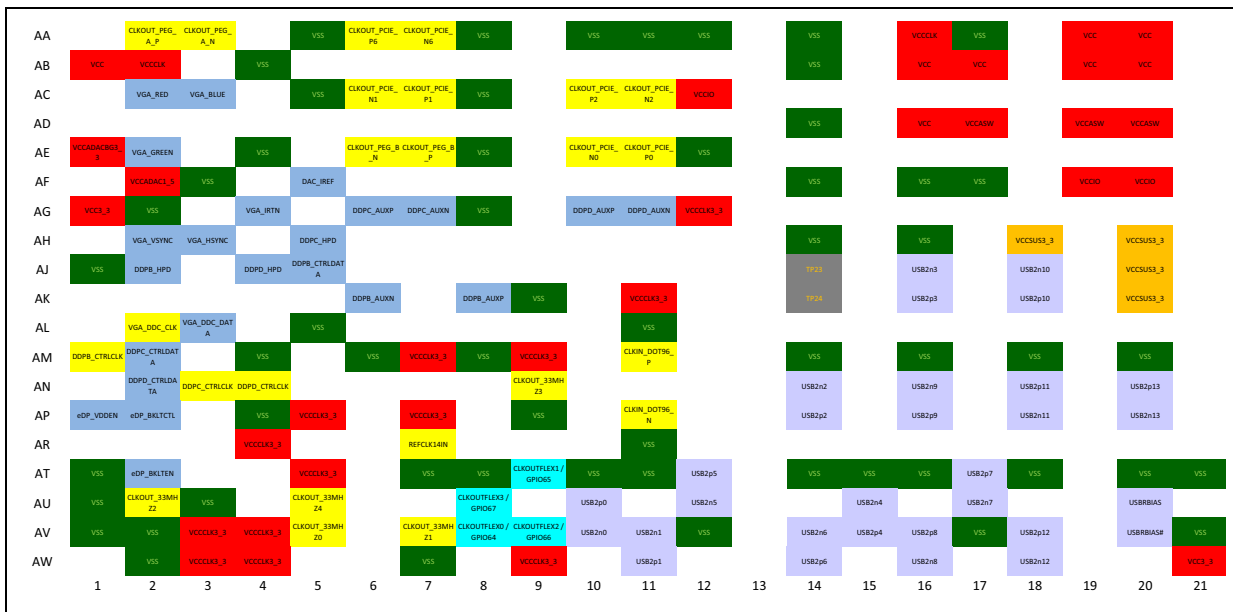 AA CLKOUT_PEG_A_P CLKOUT_PEG_A_N VSS CLKOUT_PCIE_P6 CLKOUT_PCIE_N6 VSS VSS VSS VSS VSS VCCCLK VSS VCC VCC
AB VCC VCCCLK VSS VSS VCC VCC VCC VCC
AC VGA_RED VGA_BLUE VSS CLKOUT_PCIE_N1 CLKOUT_PCIE_P1 VSS CLKOUT_PCIE_P2 CLKOUT_PCIE_N2 VCCIO
AD VSS VCC VCCASW VCCASW VCCASW
AE VCCADACBG3_3 VGA_GREEN VSS CLKOUT_PEG_B_N CLKOUT_PEG_B_P CLKOUT_PCIE_N0 CLKOUT_PCIE_P0 VSS
AF VCCADAC1_5 VSS DAC_IREF VSS VSS VSS VCCIO VCCIO
AG VCC3_3 VSS VGA_IRTN DDPC_AUXP DDPC_AUXN VSS DDPD_AUXP DDPD_AUXN VCCCLK3_3
AH VGA_VSYNC VGA_HSYNC DDPC_HPD VSS VSS VCCSUS3_3 VCCSUS3_3
AJ VSS DDPB_HPD DDPD_HPD DDPB_CTRLDATA TP23 USB2n3 USB2n10 VCCSUS3_3
AK DDPB_AUXN DDPB_AUXP VSS VCCCLK3_3 TP24 USB2p3 USB2p10 VCCSUS3_3
AL VGA_DDC_CLK VGA_DDC_DATA VSS VSS
AM DDPB_CTRLCLK DDPC_CTRLDATA VSS VSS VCCCLK3_3 VSS VCCCLK3_3 CLKIN_DOT96_P VSS VSS VSS VSS
AN DDPD_CTRLDATA DDPC_CTRLCLK DDPD_CTRLCLK CLKOUT_33MHZ3 USB2n2 USB2n9 USB2p11 USB2p13
AP eDP_VDDEN eDP_BKLTCTL VSS VCCCLK3_3 VCCCLK3_3 VSS CLKIN_DOT96_N USB2p2 USB2p9 USB2n11 USB2n13
AR VCCCLK3_3 REFCLK14IN VSS
AT VSS eDP_BKLTEN VCCCLK3_3 VSS VSS CLKOUTFLEX1 / GPIO65 VSS VSS USB2p5 VSS VSS VSS USB2p7 VSS VSS VSS
AU VSS CLKOUT_33MHZ2 VSS CLKOUT_33MHZ4 CLKOUTFLEX3 / GPIO67 USB2p0 USB2n5 USB2n4 USB2n7 USBRBIAS
AV VSS VSS VCCCLK3_3 VCCCLK3_3 CLKOUT_33MHZ0 CLKOUT_33MHZ1 CLKOUTFLEX0 / GPIO64 CLKOUTFLEX2 / GPIO66 USB2n0 USB2n1 VSS USB2n6 USB2p4 USB2p8 VSS USB2p12 USBRBIAS# VSS
AW VSS VCCCLK3_3 VCCCLK3_3 VSS VCCCLK3_3 USB2p1 USB2p6 USB2n8 USB2n12 VCC3_3
1 2 3 4 5 6 7 8 9 10 11 12 13 14 15 16 17 18 19 20 21